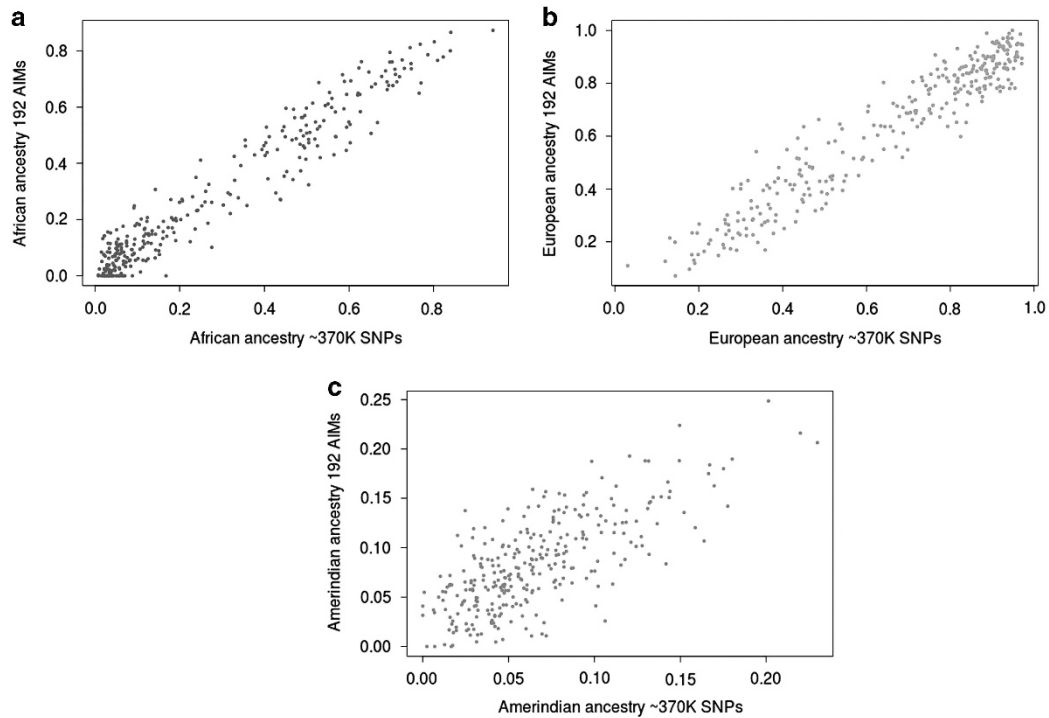 a
African ancestry 192 AIMs
0.8
0.6
0.4
0.2
0.0
0.0 0.2 0.4 0.6 0.8
African ancestry ~370K SNPs
b
European ancestry 192 AIMs
1.0
0.8
0.6
0.4
0.2
0.0 0.2 0.4 0.6 0.8 1.0
European ancestry ~370K SNPs
c
Amerindian ancestry 192 AIMs
0.25
0.20
0.15
0.10
0.05
0.00
0.00 0.05 0.10 0.15 0.20
Amerindian ancestry ~370K SNPs